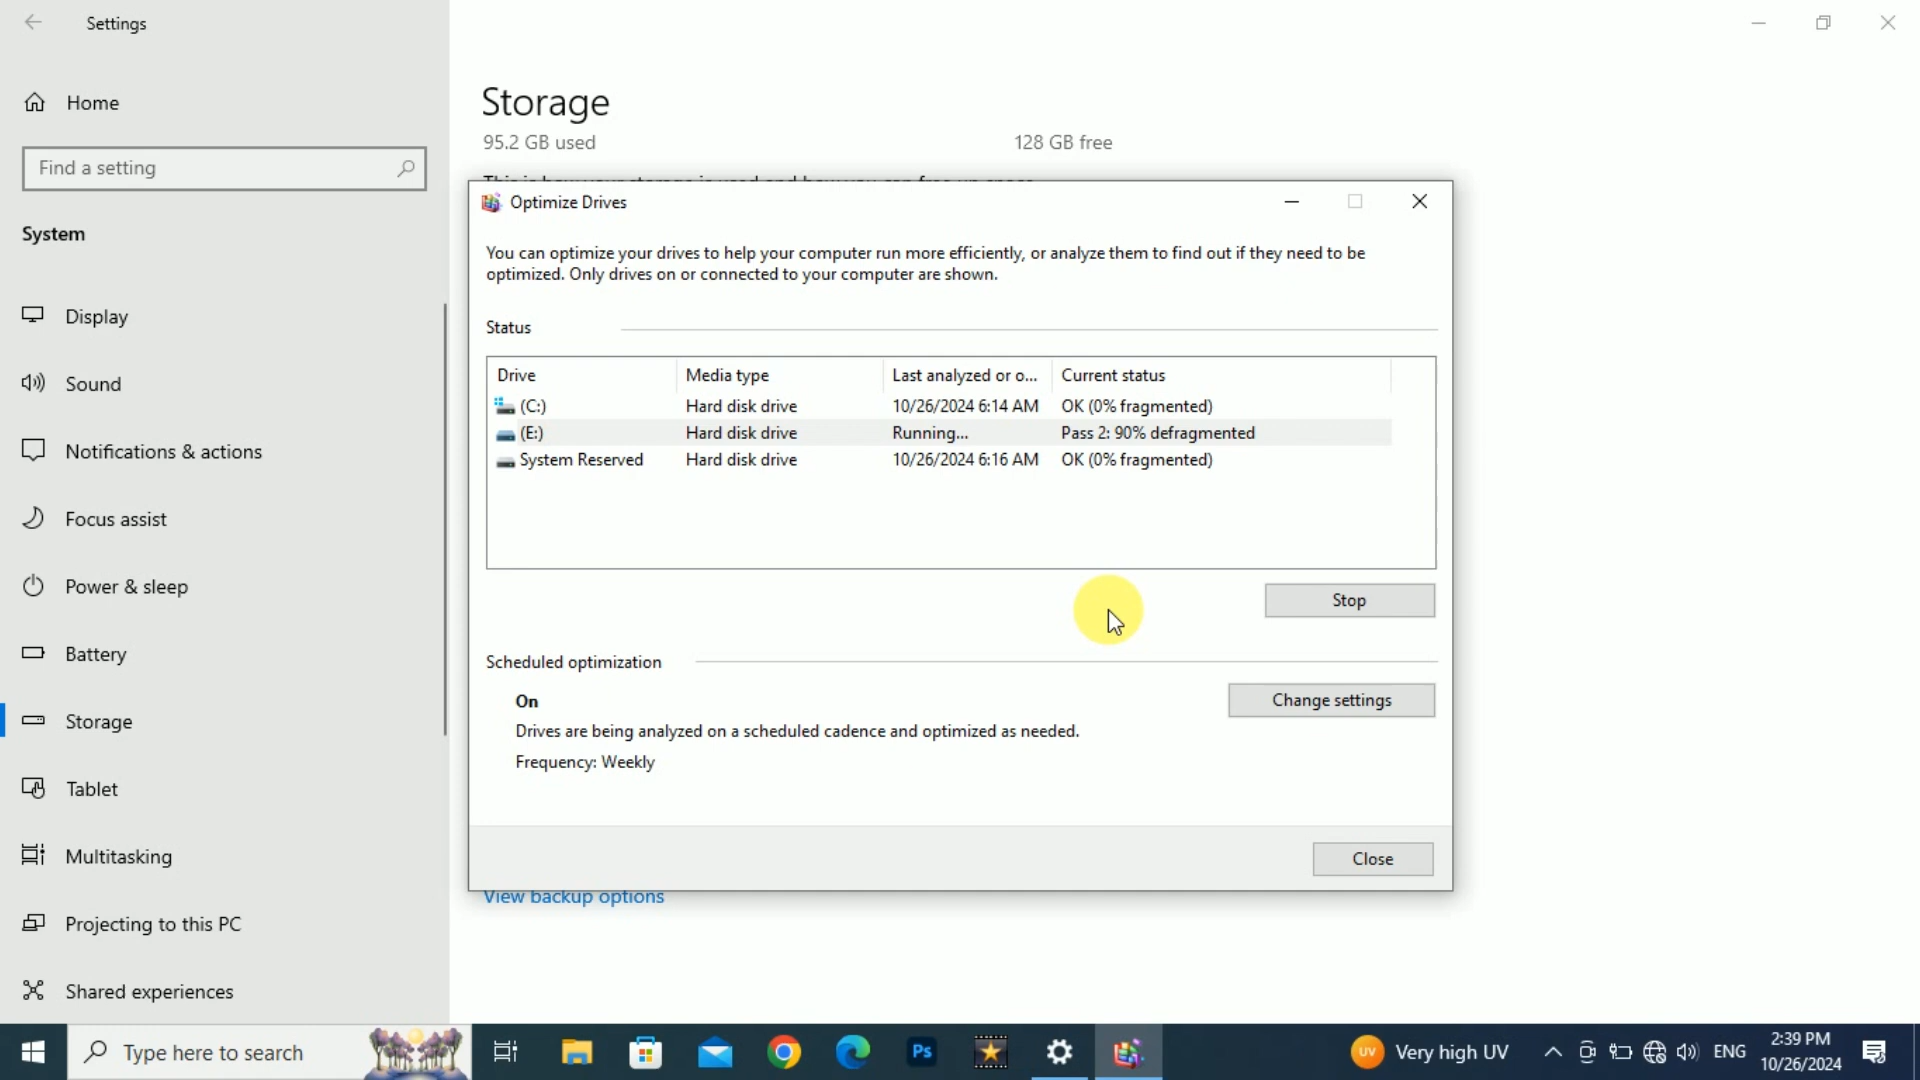 Settings
Home
Find a setting
System
Display
Sound
Notifications & actions
Focus assist
Power & sleep
Battery
Storage
Tablet
Multitasking
Projecting to this PC
Shared experiences
Storage
95.2 GB used 128 GB free
This is how your storage is used and how you can free up space.
Optimize Drives
You can optimize your drives to help your computer run more efficiently, or analyze them to find out if they need to be
optimized. Only drives on or connected to your computer are shown.
Status
Drive Media type Last analyzed or o... Current status
(C:) Hard disk drive 10/26/2024 6:14 AM OK (0% fragmented)
(E:) Hard disk drive Running... Pass 2: 90% defragmented
System Reserved Hard disk drive 10/26/2024 6:16 AM OK (0% fragmented)
Stop
Scheduled optimization
On
Change settings
Drives are being analyzed on a scheduled cadence and optimized as needed.
Frequency: Weekly
Close
View backup options
Type here to search
Ps
UV Very high UV
ENG
2:39 PM
10/26/2024